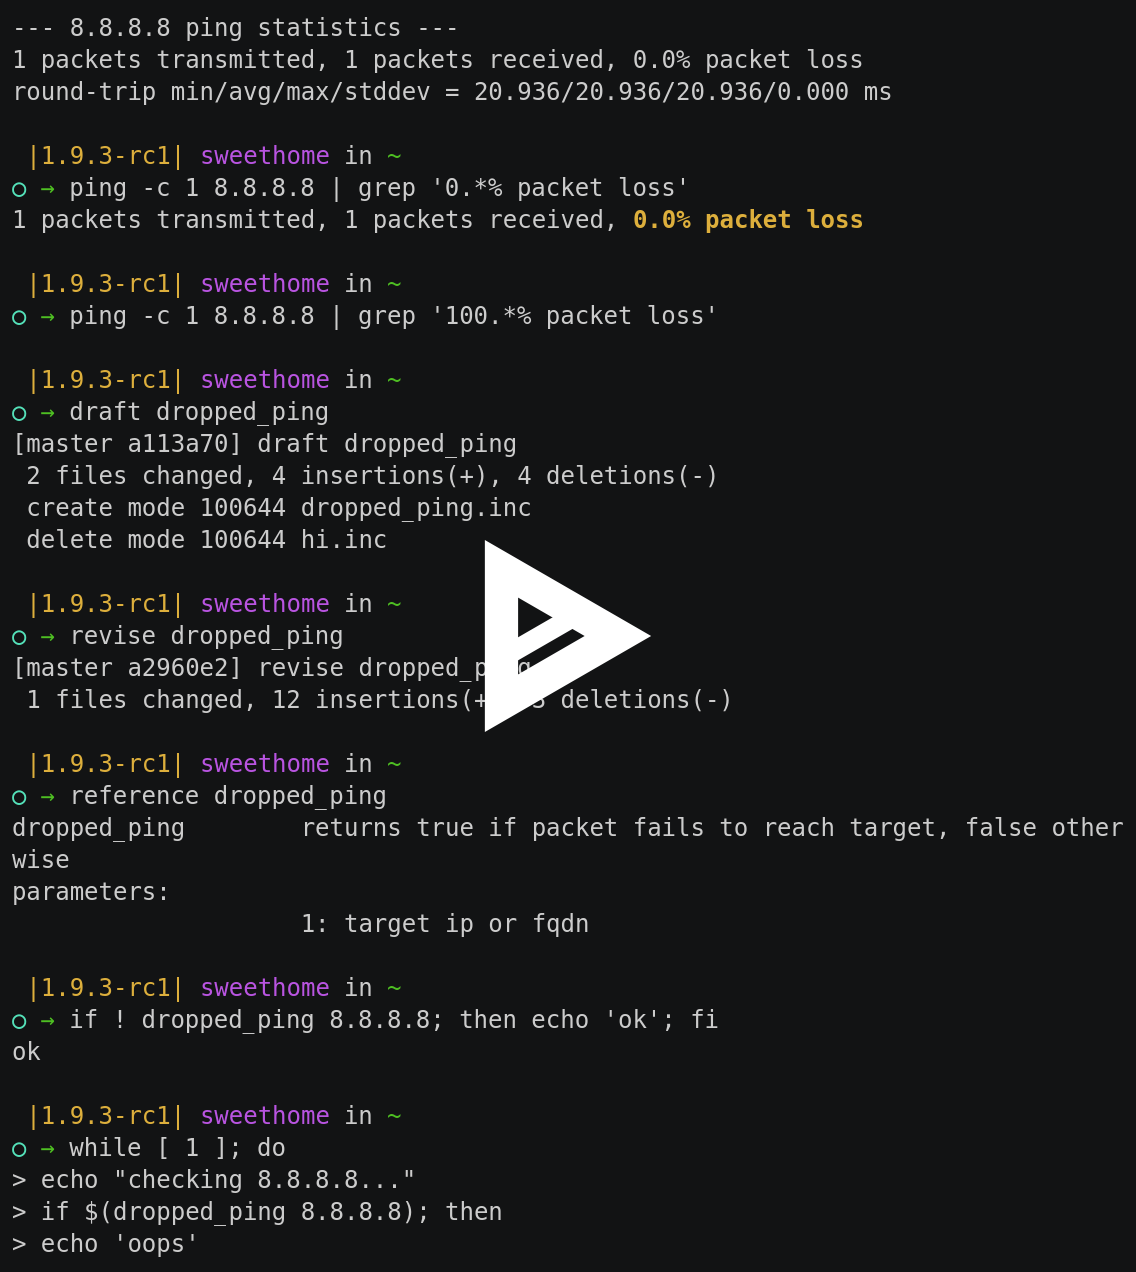 --- 8.8.8.8 ping statistics ---
1 packets transmitted, 1 packets received, 0.0% packet loss
round-trip min/avg/max/stddev = 20.936/20.936/20.936/0.000 ms
|1.9.3-rc1| sweethome in ~
○ → ping -c 1 8.8.8.8 | grep '0.*% packet loss'
1 packets transmitted, 1 packets received, 0.0% packet loss
|1.9.3-rc1| sweethome in ~
○ → ping -c 1 8.8.8.8 | grep '100.*% packet loss'
|1.9.3-rc1| sweethome in ~
○ → draft dropped_ping
[master a113a70] draft dropped_ping
2 files changed, 4 insertions(+), 4 deletions(-)
create mode 100644 dropped_ping.inc
delete mode 100644 hi.inc
|1.9.3-rc1| sweethome in ~
○ → revise dropped_ping
[master a2960e2] revise
1 files changed, 12 deletions(-)
|1.9.3-rc1| sweethome in ~
○ → reference dropped_ping
dropped_ping returns true if packet fails to reach target, false other
wise
parameters:
1: target ip or fqdn
|1.9.3-rc1| sweethome in ~
○ → if ! dropped_ping 8.8.8.8; then echo 'ok'; fi
ok
|1.9.3-rc1| sweethome in ~
○ → while [ 1 ]; do
> echo "checking 8.8.8.8..."
> if $(dropped_ping 8.8.8.8); then
> echo 'oops'